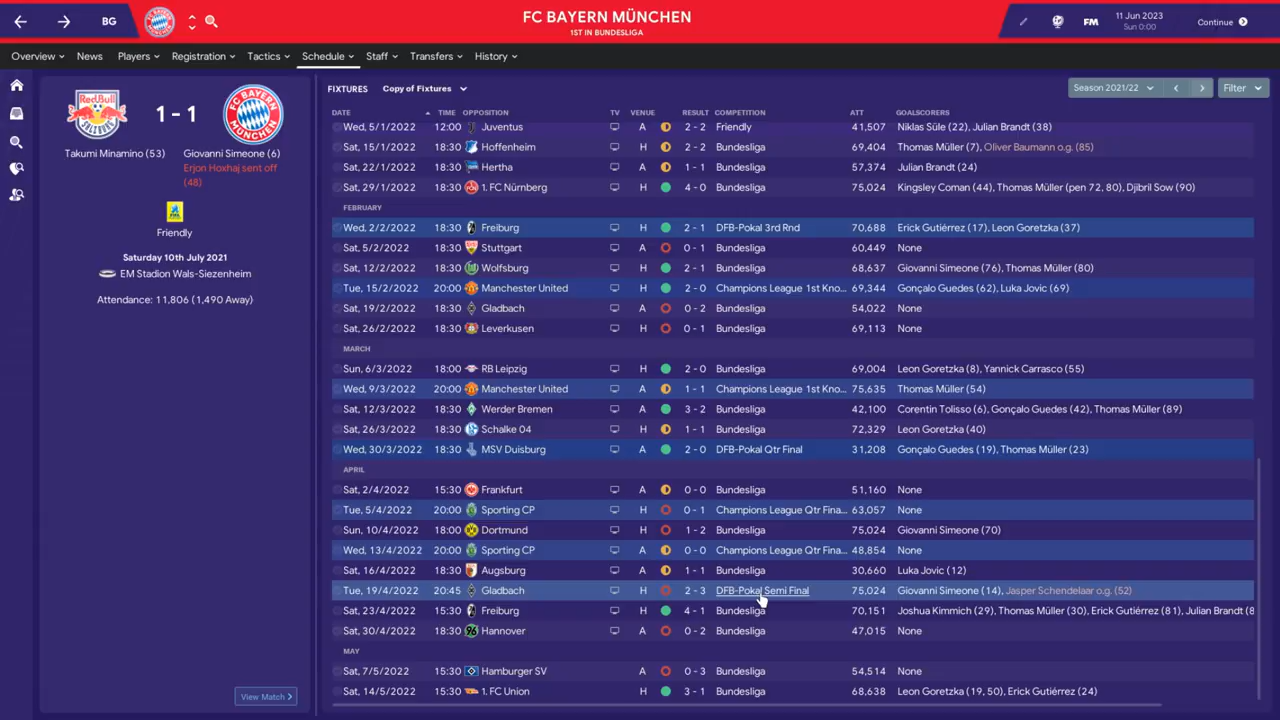 BG
FC BAYERN MÜNCHEN
1ST IN BUNDESLIGA
FM
11 Jun 2023
Sun 0:00
Continue
Overview News Players Registration Tactics Schedule Staff Transfers History
1 - 1
Takumi Minamino (53)
FC Bayern München
Giovanni Simeone (6)
Erjon Hoxhaj sent off (48)
Friendly
Saturday 10th July 2021
EM Stadion Wals-Siezenheim
Attendance: 11,806 (1,490 Away)
View Match
FIXTURES Copy of Fixtures Season 2021/22 Filter
DATE TIME OPPOSITION TV VENUE RESULT COMPETITION ATT GOALSCORERS
Wed, 5/1/2022 12:00 Juventus A 2 - 2 Friendly 41,507 Niklas Süle (22), Julian Brandt (38)
Sat, 15/1/2022 18:30 Hoffenheim H 2 - 2 Bundesliga 69,404 Thomas Müller (7), Oliver Baumann o.g. (85)
Sat, 22/1/2022 18:30 Hertha A 1 - 1 Bundesliga 57,374 Julian Brandt (24)
Sat, 29/1/2022 18:30 1. FC Nürnberg H 4 - 0 Bundesliga 75,024 Kingsley Coman (44), Thomas Müller (pen 72, 80), Djibril Sow (90)
FEBRUARY
Wed, 2/2/2022 18:30 Freiburg H 2 - 1 DFB-Pokal 3rd Rnd 70,688 Erick Gutiérrez (17), Leon Goretzka (37)
Sat, 5/2/2022 18:30 Stuttgart A 0 - 1 Bundesliga 60,449 None
Sat, 12/2/2022 18:30 Wolfsburg H 2 - 1 Bundesliga 68,637 Giovanni Simeone (76), Thomas Müller (80)
Tue, 15/2/2022 20:00 Manchester United H 2 - 0 Champions League 1st Kno... 69,344 Gonçalo Guedes (62), Luka Jovic (69)
Sat, 19/2/2022 18:30 Gladbach A 0 - 2 Bundesliga 54,022 None
Sat, 26/2/2022 18:30 Leverkusen H 0 - 1 Bundesliga 69,113 None
MARCH
Sun, 6/3/2022 18:00 RB Leipzig H 2 - 0 Bundesliga 69,004 Leon Goretzka (8), Yannick Carrasco (55)
Wed, 9/3/2022 20:00 Manchester United A 1 - 1 Champions League 1st Kno... 75,635 Thomas Müller (54)
Sat, 12/3/2022 18:30 Werder Bremen A 3 - 2 Bundesliga 42,100 Corentin Tolisso (6), Gonçalo Guedes (42), Thomas Müller (89)
Sat, 26/3/2022 18:30 Schalke 04 H 1 - 1 Bundesliga 72,329 Leon Goretzka (40)
Wed, 30/3/2022 18:30 MSV Duisburg A 2 - 0 DFB-Pokal Qtr Final 31,208 Gonçalo Guedes (19), Thomas Müller (23)
APRIL
Sat, 2/4/2022 15:30 Frankfurt A 0 - 0 Bundesliga 51,160 None
Tue, 5/4/2022 20:00 Sporting CP H 0 - 1 Champions League Qtr Fina... 63,057 None
Sun, 10/4/2022 18:00 Dortmund H 1 - 2 Bundesliga 75,024 Giovanni Simeone (70)
Wed, 13/4/2022 20:00 Sporting CP A 0 - 0 Champions League Qtr Fina... 48,854 None
Sat, 16/4/2022 18:30 Augsburg A 1 - 1 Bundesliga 30,660 Luka Jovic (12)
Tue, 19/4/2022 20:45 Gladbach H 2 - 3 DFB-Pokal Semi Final 75,024 Giovanni Simeone (14), Jasper Schendelaar o.g. (52)
Sat, 23/4/2022 15:30 Freiburg H 4 - 1 Bundesliga 70,151 Joshua Kimmich (29), Thomas Müller (30), Erick Gutiérrez (81), Julian Brandt (8
Sat, 30/4/2022 18:30 Hannover A 0 - 2 Bundesliga 47,015 None
MAY
Sat, 7/5/2022 15:30 Hamburger SV A 0 - 3 Bundesliga 54,514 None
Sat, 14/5/2022 15:30 1. FC Union H 3 - 1 Bundesliga 68,638 Leon Goretzka (19, 50), Erick Gutiérrez (24)